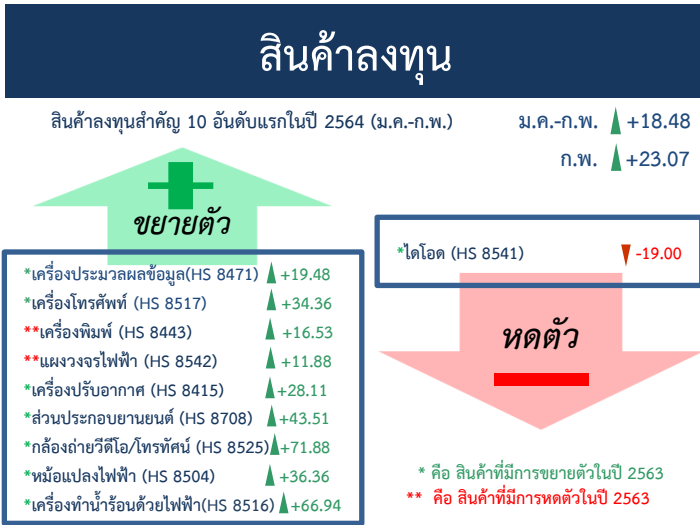 สินค้าลงทุน
สินค้าลงทุนสำคัญ 10 อันดับแรกในปี 2564 (ม.ค.-ก.พ.)
ม.ค.-ก.พ. +18.48
ก.พ. +23.07
ขยายตัว
*เครื่องประมวลผลข้อมูล(HS 8471) +19.48
*เครื่องโทรศัพท์ (HS 8517) +34.36
**เครื่องพิมพ์ (HS 8443) +16.53
**แผงวงจรไฟฟ้า (HS 8542) +11.88
*เครื่องปรับอากาศ (HS 8415) +28.11
*ส่วนประกอบยานยนต์ (HS 8708) +43.51
*กล้องถ่ายวีดีโอ/โทรทัศน์ (HS 8525) +71.88
*หม้อแปลงไฟฟ้า (HS 8504) +36.36
*เครื่องทำน้ำร้อนด้วยไฟฟ้า(HS 8516) +66.94
*ไดโอด (HS 8541) -19.00
หดตัว
* คือ สินค้าที่มีการขยายตัวในปี 2563
** คือ สินค้าที่มีการหดตัวในปี 2563